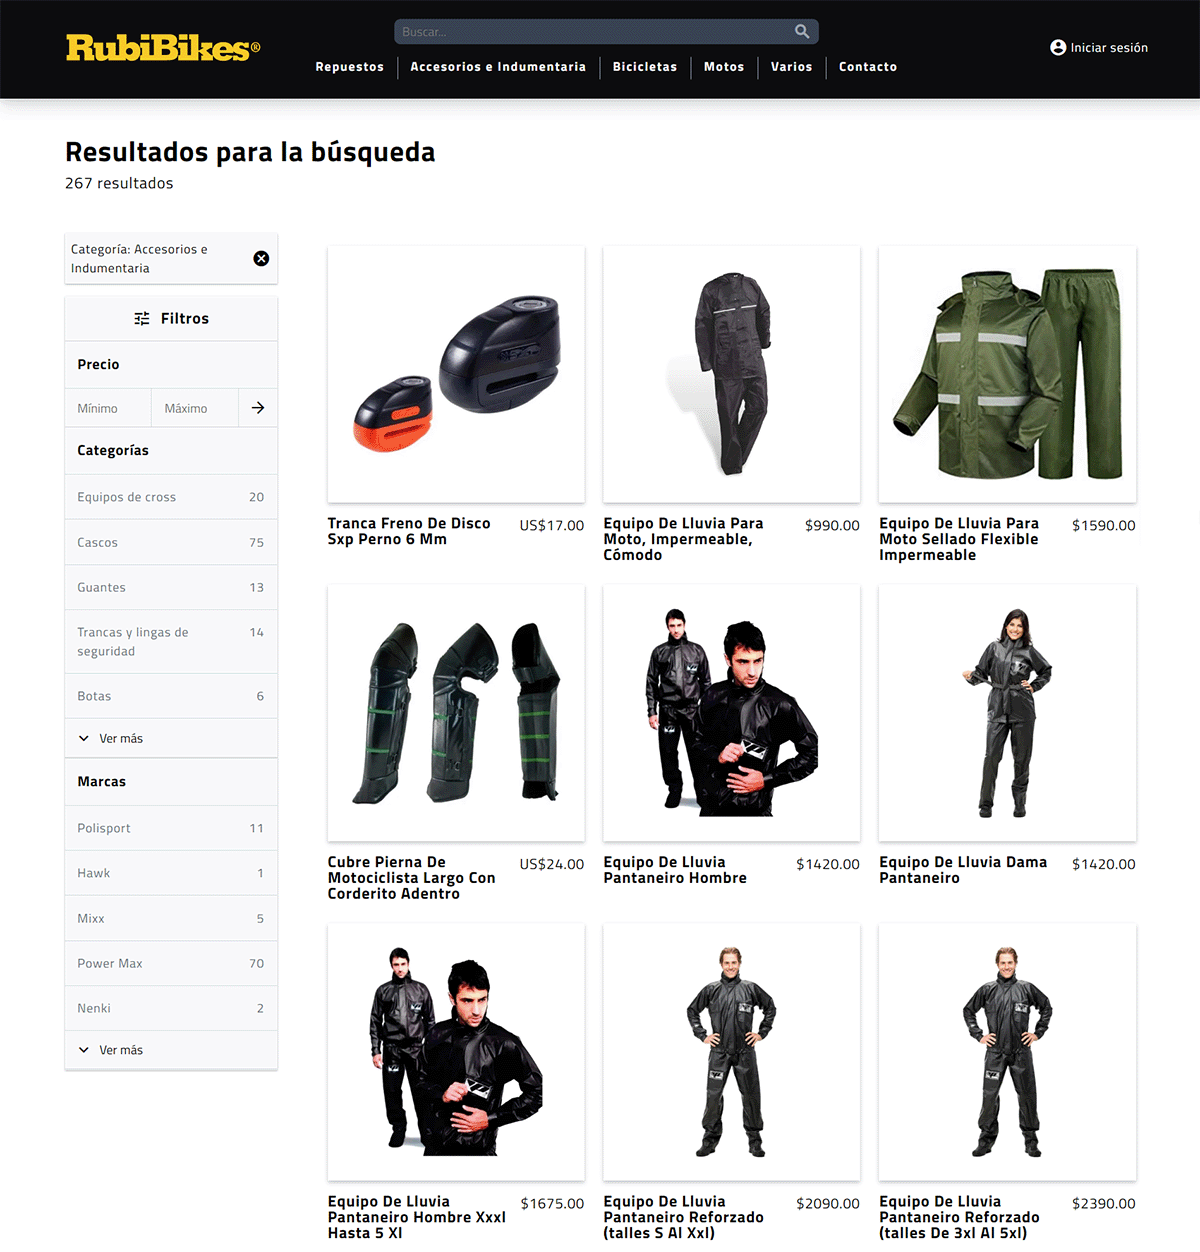 RubiBikes®
Buscar...
Iniciar sesión
Repuestos
Accesorios e Indumentaria
Bicicletas
Motos
Varios
Contacto
Resultados para la búsqueda
267 resultados
Categoría: Accesorios e
Indumentaria
Filtros
Precio
Mínimo
Máximo
Categorías
Equipos de cross 20
Cascos 75
Guantes 13
Trancas y lingas de 14
seguridad
Botas 6
Ver más
Marcas
Polisport 11
Hawk 1
Mixx 5
Power Max 70
Nenki 2
Ver más
Tranca Freno De Disco
Sxp Perno 6 Mm
US$17.00
Equipo De Lluvia Para
Moto, Impermeable,
Cómodo
$990.00
Equipo De Lluvia Para
Moto Sellado Flexible
Impermeable
$1590.00
Cubre Pierna De
Motociclista Largo Con
Corderito Adentro
US$24.00
Equipo De Lluvia
Pantaneiro Hombre
$1420.00
Equipo De Lluvia Dama
Pantaneiro
$1420.00
Equipo De Lluvia
Pantaneiro Hombre Xxxl
Hasta 5 Xl
$1675.00
Equipo De Lluvia
Pantaneiro Reforzado
(talles S Al Xxl)
$2090.00
Equipo De Lluvia
Pantaneiro Reforzado
(talles De 3xl Al 5xl)
$2390.00